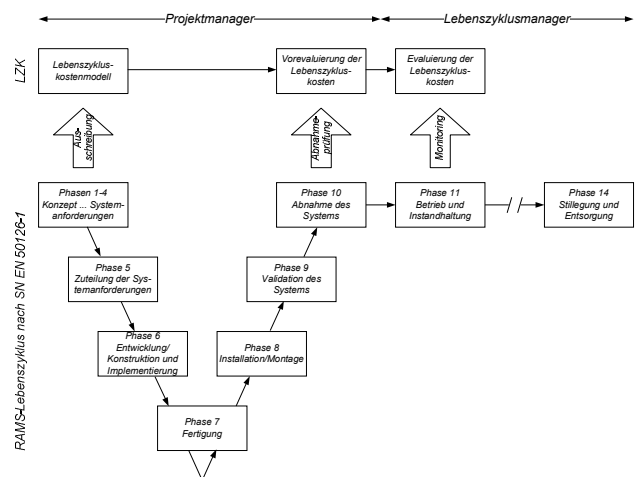 Projektmanager
Lebenszyklusmanager
LZK
Lebenszyklus-
kostenmodell
Vorevaluierung der
Lebenszyklus-
kosten
Evaluierung der
Lebenszyklus-
kosten
Aus-
schreibung
Abnahme-
prüfung
Monitoring
RAMS-Lebenszyklus nach SN EN 50126-1
Phasen 1-4
Konzept ... System-
anforderungen
Phase 10
Abnahme des
Systems
Phase 11
Betrieb und
Instandhaltung
Phase 14
Stillegung und
Entsorgung
Phase 5
Zuteilung der Sys-
temanforderungen
Phase 9
Validation des
Systems
Phase 6
Entwicklung/
Konstruktion und
Implementierung
Phase 8
Installation/Montage
Phase 7
Fertigung